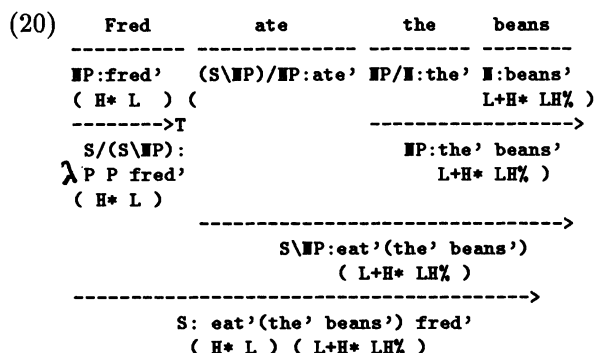 (20) Fred ate the beans
----------- --------------- --------- --------
NP:fred' (S\NP)/NP:ate' NP/N:the' N:beans'
( H* L ) ( L+H* LH% )
-------->T ------------------->
S/(S\NP): NP:the' beans'
λP P fred' L+H* LH% )
( H* L )
------------------------------------>
S\NP:eat'(the' beans')
( L+H* LH% )
-------------------------------------------->
S: eat'(the' beans') fred'
( H* L ) ( L+H* LH% )